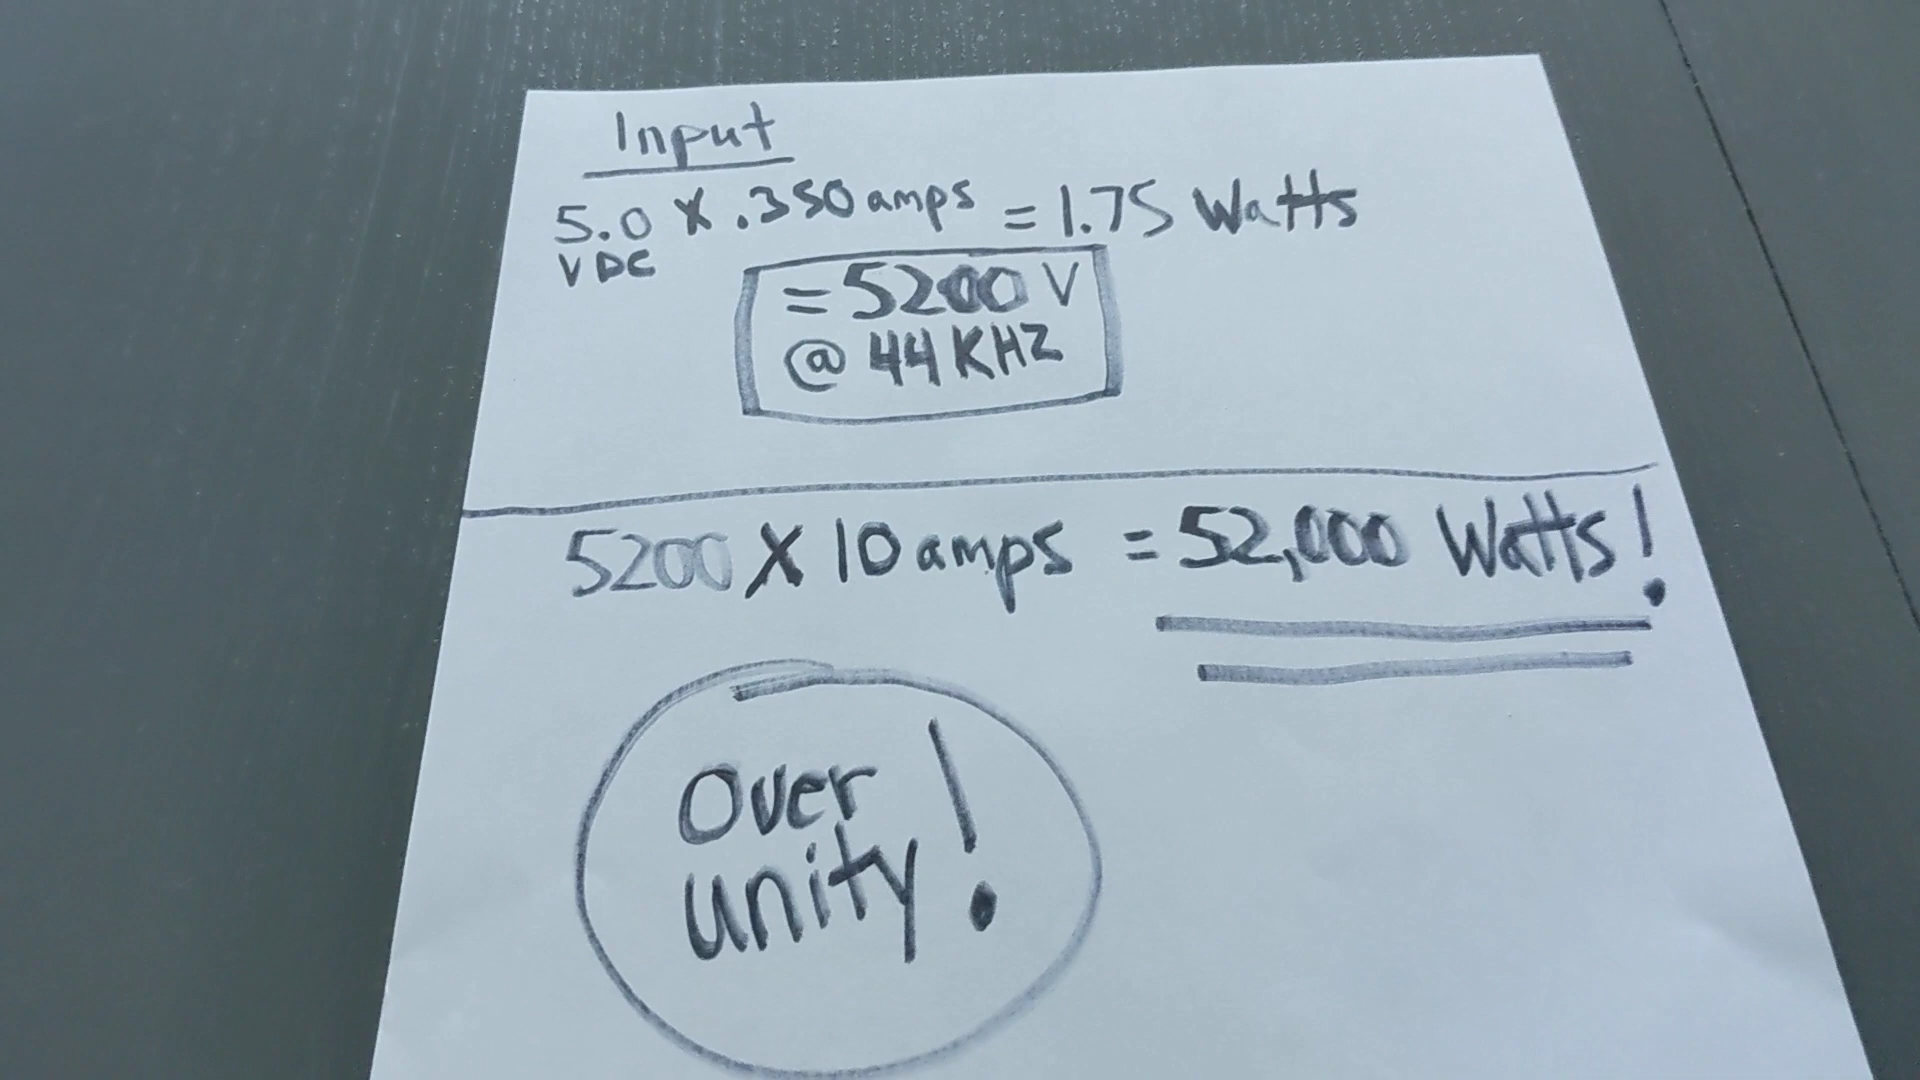 Input
5.0 X .350 amps = 1.75 Watts
VDC
= 5200 V
@ 44 KHZ
5200 X 10 amps = 52,000 Watts!
Over
unity!